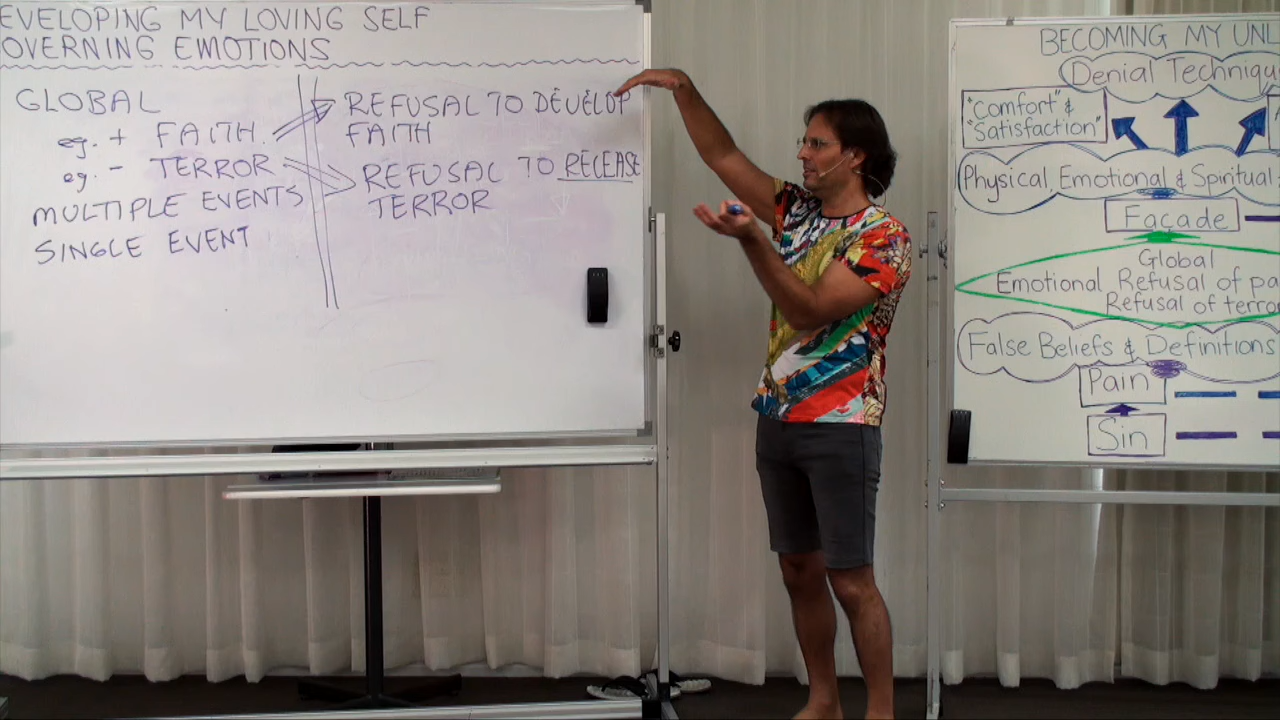 EVELOPING MY LOVING SELF
OVERNING EMOTIONS
GLOBAL
eg. + FAITH
eg. - TERROR
MULTIPLE EVENTS
SINGLE EVENT
REFUSAL TO DEVELOP
FAITH
REFUSAL TO RELEASE
TERROR
BECOMING MY UNL
Denial Techniqu
"Comfort" &
"Satisfaction"
Physical, Emotional & Spiritual
Façade
Global
Emotional Refusal of pa
Refusal of terro
False Beliefs & Definitions
Pain
Sin